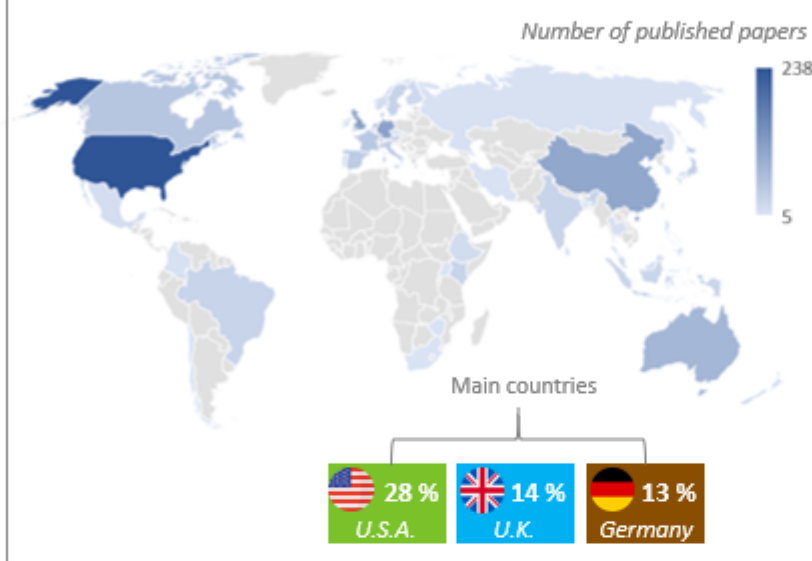 Number of published papers
238
5
Main countries
28 %
U.S.A.
14 %
U.K.
13 %
Germany